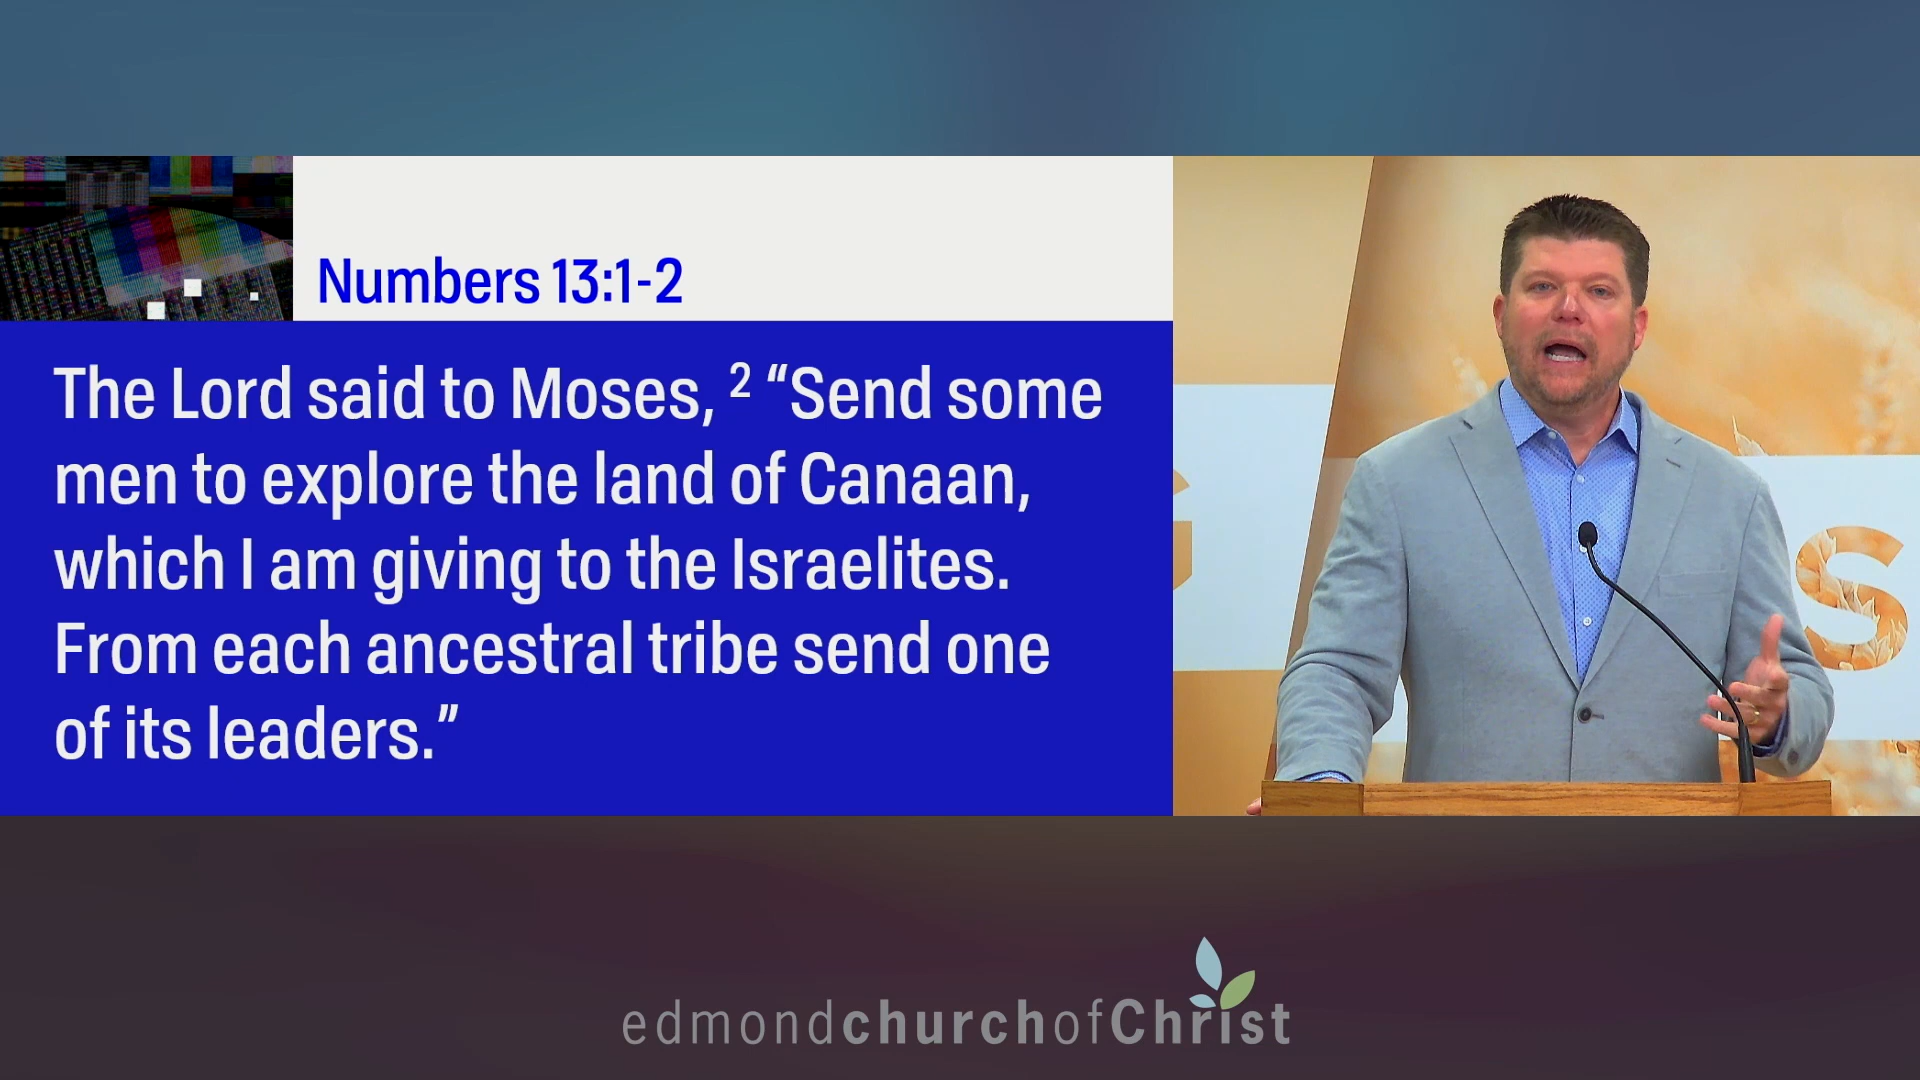 Numbers 13:1-2
The Lord said to Moses, ² “Send some
men to explore the land of Canaan,
which I am giving to the Israelites.
From each ancestral tribe send one
of its leaders.”
G
S
edmondchurchofChrist